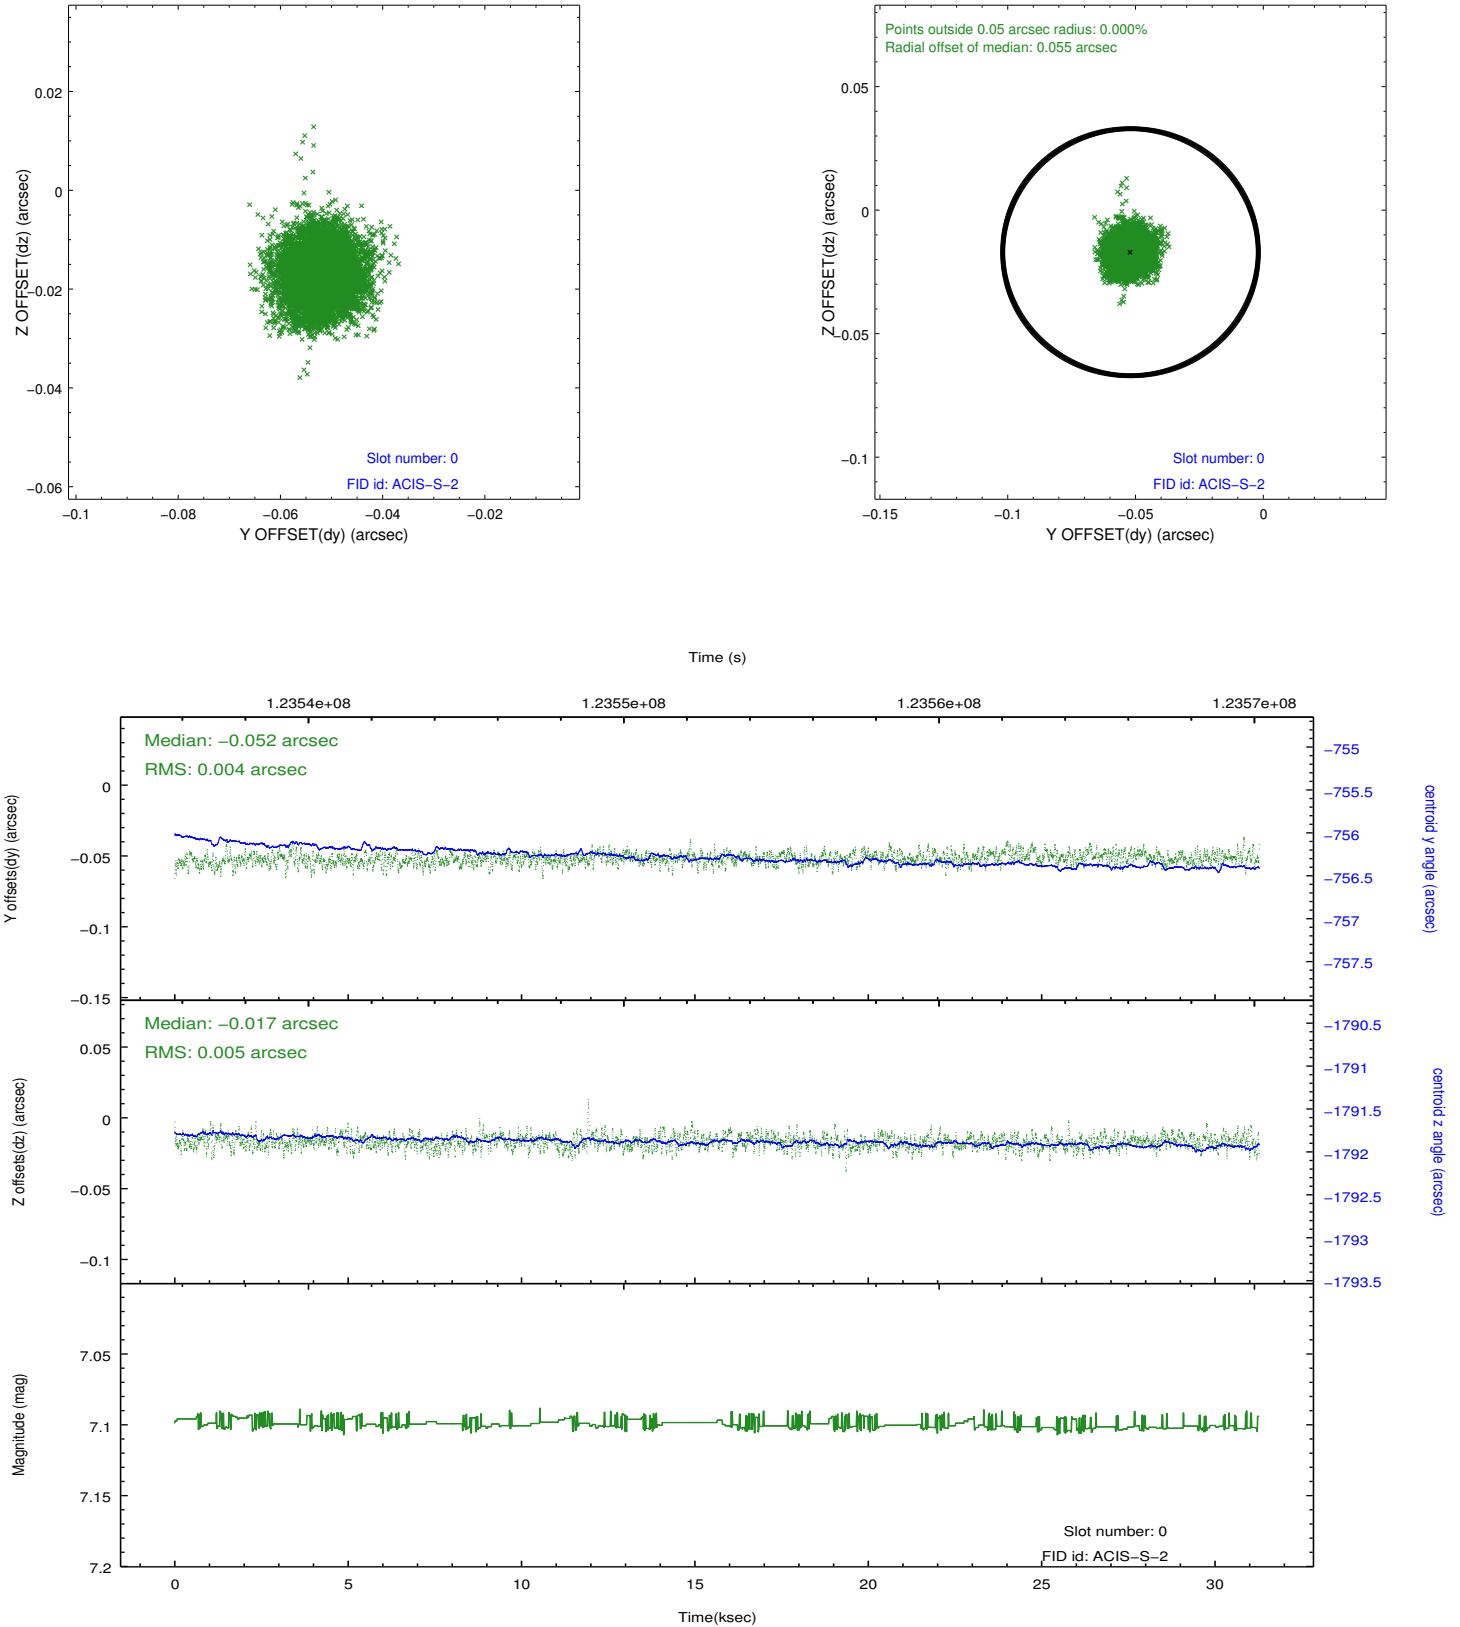 0.02
0
−0.02
−0.04
−0.06
−0.1
−0.08
−0.06
−0.04
−0.02
Z OFFSET(dz) (arcsec)
Y OFFSET(dy) (arcsec)
Slot number: 0
FID id: ACIS−S−2
Points outside 0.05 arcsec radius: 0.000%
Radial offset of median: 0.055 arcsec
0.05
0
−0.05
−0.1
−0.15
−0.1
−0.05
0
Z OFFSET(dz) (arcsec)
Y OFFSET(dy) (arcsec)
Slot number: 0
FID id: ACIS−S−2
Time (s)
1.2354e+08
1.2355e+08
1.2356e+08
1.2357e+08
Median: −0.052 arcsec
RMS: 0.004 arcsec
0
−0.05
−0.1
−0.15
Y offsets(dy) (arcsec)
−755
−755.5
−756
−756.5
−757
−757.5
centroid y angle (arcsec)
Median: −0.017 arcsec
RMS: 0.005 arcsec
0.05
0
−0.05
−0.1
Z offsets(dz) (arcsec)
−1790.5
−1791
−1791.5
−1792
−1792.5
−1793
−1793.5
centroid z angle (arcsec)
7.05
7.1
7.15
7.2
Magnitude (mag)
Slot number: 0
FID id: ACIS−S−2
0
5
10
15
20
25
30
Time(ksec)